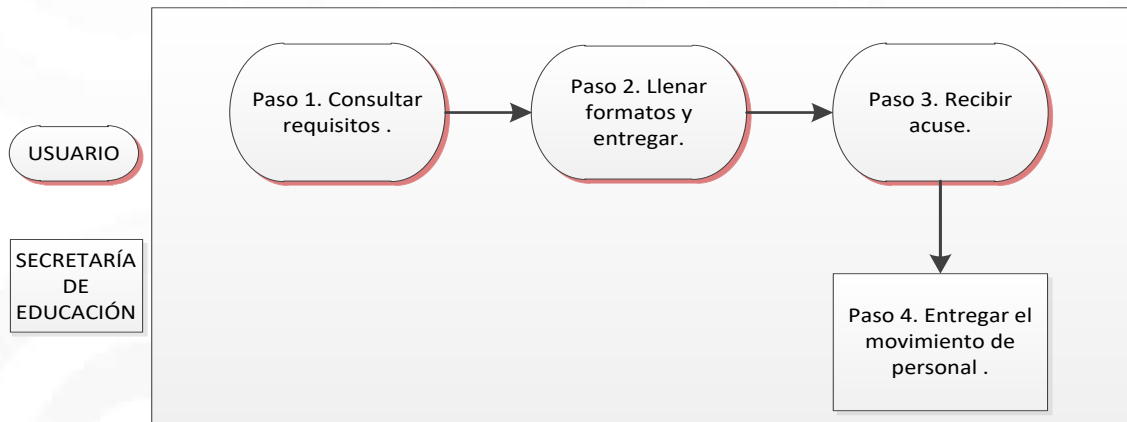 Paso 1. Consultar
requisitos .
Paso 2. Llenar
formatos y
entregar.
Paso 3. Recibir
acuse.
USUARIO
SECRETARÍA
DE
EDUCACIÓN
Paso 4. Entregar el
movimiento de
personal .